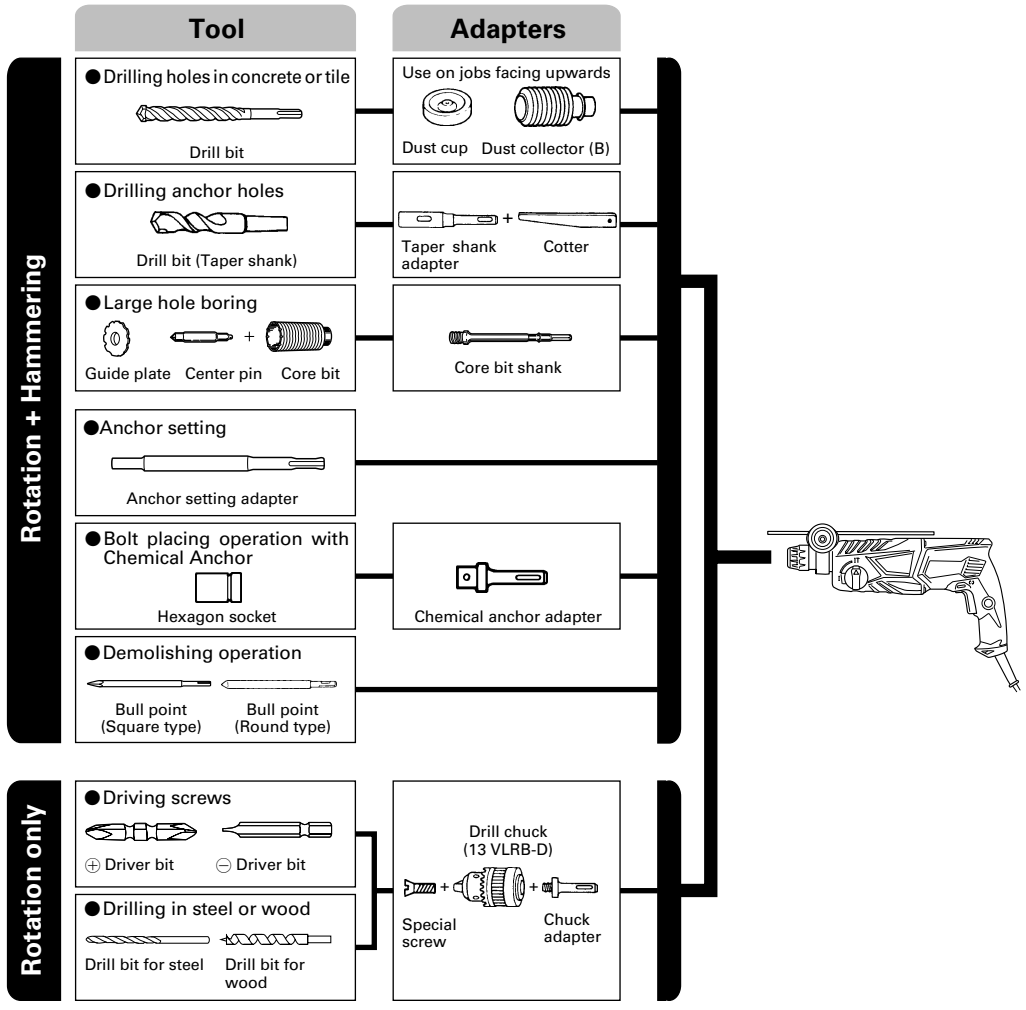 Tool
Adapters
Rotation + Hammering
● Drilling holes in concrete or tile
Drill bit
Use on jobs facing upwards
Dust cup
Dust collector (B)
● Drilling anchor holes
Drill bit (Taper shank)
+
Taper shank
adapter
Cotter
● Large hole boring
+
Guide plate
Center pin
Core bit
Core bit shank
● Anchor setting
Anchor setting adapter
● Bolt placing operation with
Chemical Anchor
Hexagon socket
Chemical anchor adapter
● Demolishing operation
Bull point
(Square type)
Bull point
(Round type)
Rotation only
● Driving screws
⊕ Driver bit
⊖ Driver bit
● Drilling in steel or wood
Drill bit for steel
Drill bit for
wood
Drill chuck
(13 VLRB-D)
+
+
Special
screw
Chuck
adapter